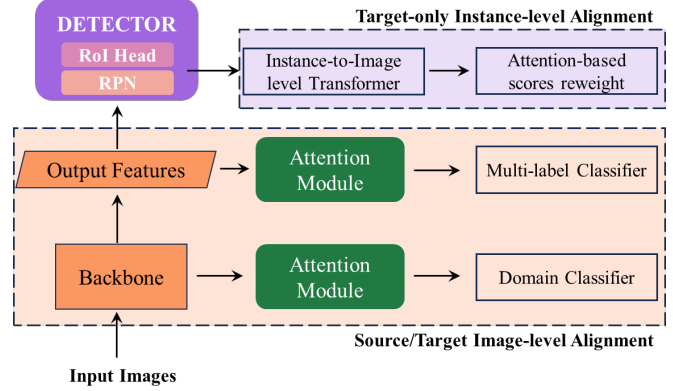 Target-only Instance-level Alignment
DETECTOR
RoI Head
RPN
Instance-to-Image
level Transformer
Attention-based
scores reweight
Output Features
Attention
Module
Multi-label Classifier
Backbone
Attention
Module
Domain Classifier
Source/Target Image-level Alignment
Input Images